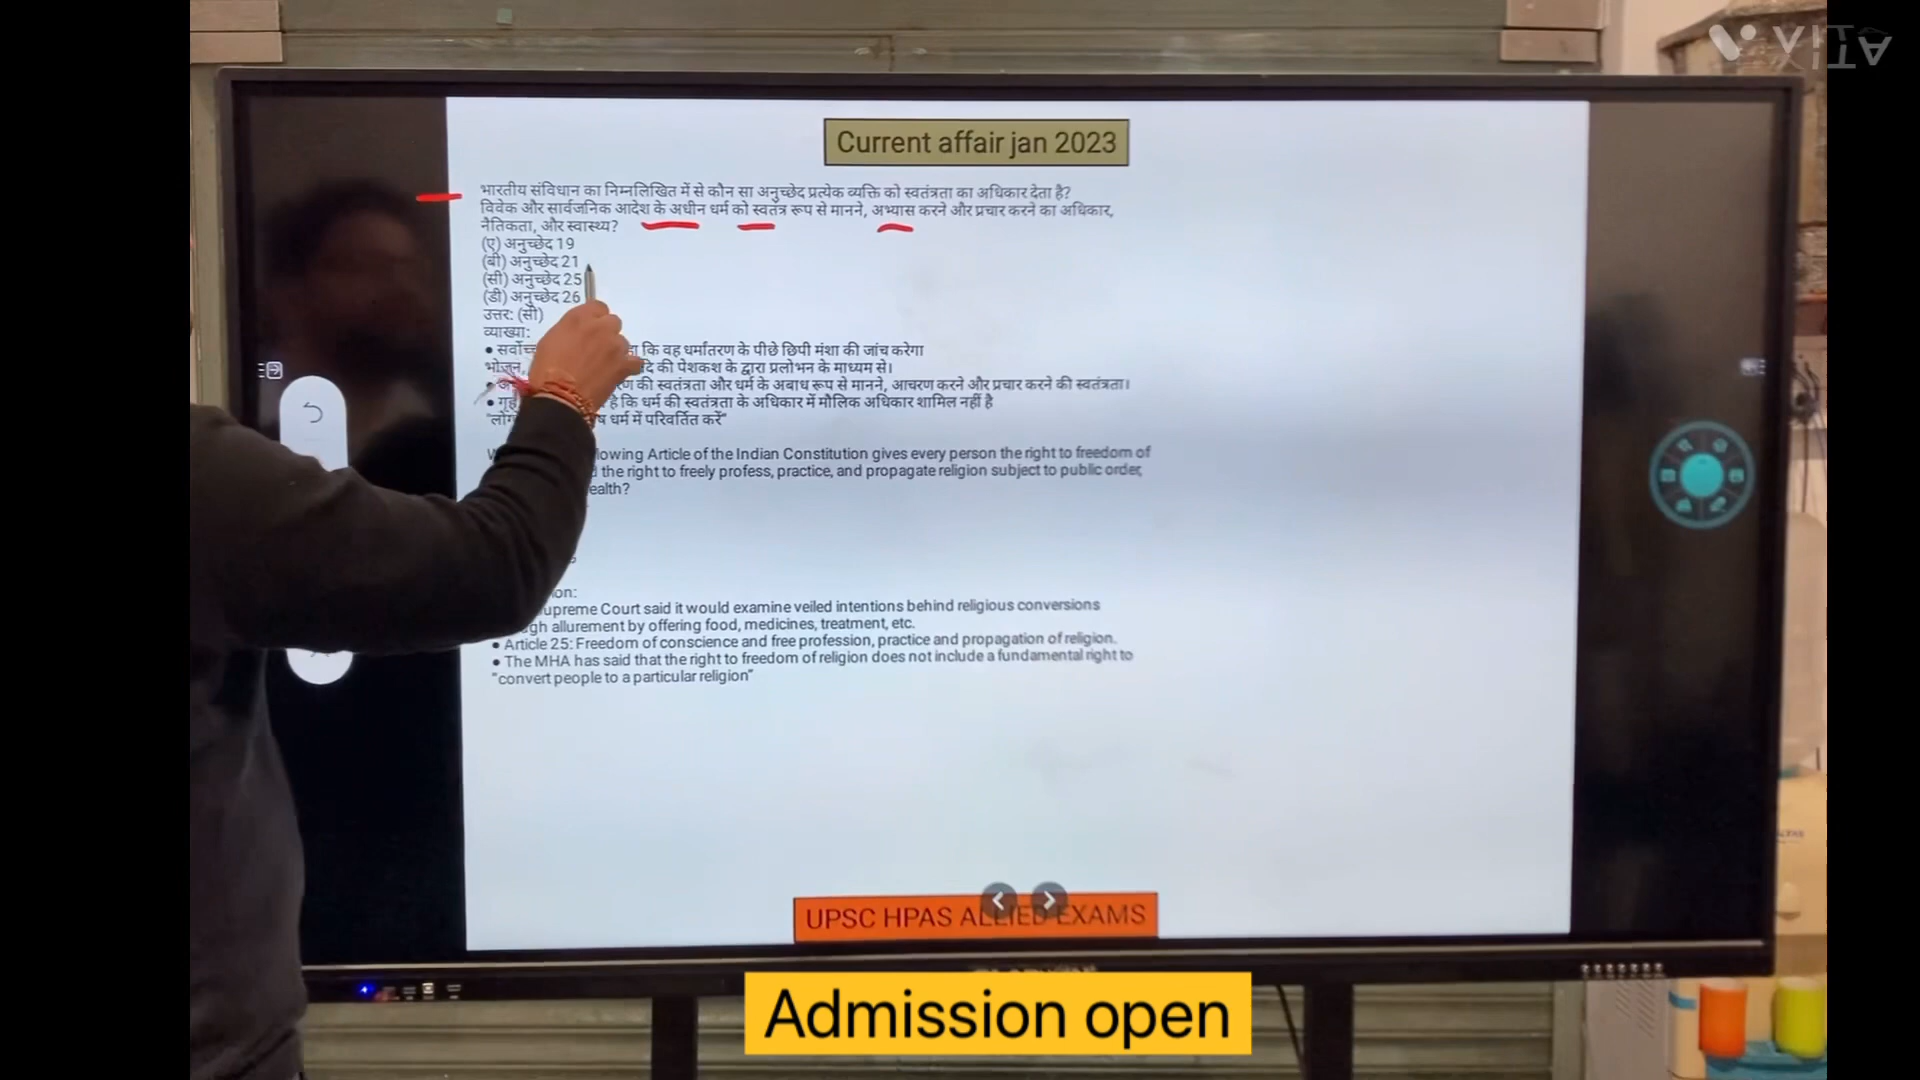 VITA
Current affair jan 2023
भारतीय संविधान का निम्नलिखित में से कौन सा अनुच्छेद प्रत्येक व्यक्ति को स्वतंत्रता का अधिकार देता है?
विवेक और सार्वजनिक आदेश के अधीन धर्म को स्वतंत्र रूप से मानने, अभ्यास करने और प्रचार करने का अधिकार,
नैतिकता, और स्वास्थ्य?
(ए) अनुच्छेद 19
(बी) अनुच्छेद 21
(सी) अनुच्छेद 25
(डी) अनुच्छेद 26
उत्तर: (सी)
व्याख्या:
• कि वह धर्मांतरण के पीछे छिपी मंशा की जांच करेगा
भोजन, की पेशकश के द्वारा प्रलोभन के माध्यम से।
• की स्वतंत्रता और धर्म के अबाध रूप से मानने, आचरण करने और प्रचार करने की स्वतंत्रता।
• है कि धर्म की स्वतंत्रता के अधिकार में मौलिक अधिकार शामिल नहीं है
धर्म में परिवर्तित करें"
Article of the Indian Constitution gives every person the right to freedom of
the right to freely profess, practice, and propagate religion subject to public order,
Supreme Court said it would examine veiled intentions behind religious conversions
allurement by offering food, medicines, treatment, etc.
• Article 25: Freedom of conscience and free profession, practice and propagation of religion.
• The MHA has said that the right to freedom of religion does not include a fundamental right to
"convert people to a particular religion"
UPSC HPAS ALLIED EXAMS
Admission open